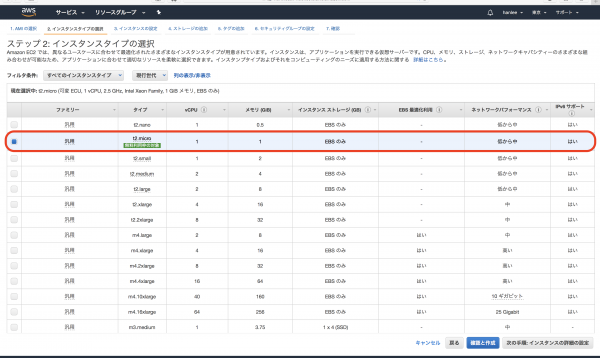 aws サービス リソースグループ hanlee 東京 サポート
1. AMI の選択 2. インスタンスタイプの選択 3. インスタンスの設定 4. ストレージの追加 5. タグの追加 6. セキュリティグループの設定 7. 確認
ステップ 2: インスタンスタイプの選択
Amazon EC2 では、異なるユースケースに合わせて最適化されたさまざまなインスタンスタイプが用意されています。インスタンスは、アプリケーションを実行できる仮想サーバーです。CPU、メモリ、ストレージ、ネットワークキャパシティーのさまざまな組
み合わせが可能なため、アプリケーションに合わせて適切なリソースを柔軟に選択できます。インスタンスタイプおよびそれをコンピューティングのニーズに適用する方法に関する 詳細はこちら。
フィルタ条件: すべてのインスタンスタイプ 現行世代 列の表示/非表示
現在選択中: t2.micro (可変 ECU, 1 vCPU, 2.5 GHz, Intel Xeon Family, 1 GiB メモリ, EBS のみ)
ファミリー タイプ vCPU メモリ (GiB) インスタンス ストレージ (GB) EBS 最適化利用 ネットワークパフォーマンス IPv6 サポート
汎用 t2.nano 1 0.5 EBS のみ - 低から中 はい
汎用 t2.micro 1 1 EBS のみ - 低から中 はい
無料利用枠の対象
汎用 t2.small 1 2 EBS のみ - 低から中 はい
汎用 t2.medium 2 4 EBS のみ - 低から中 はい
汎用 t2.large 2 8 EBS のみ - 低から中 はい
汎用 t2.xlarge 4 16 EBS のみ - 中 はい
汎用 t2.2xlarge 8 32 EBS のみ - 中 はい
汎用 m4.large 2 8 EBS のみ はい 中 はい
汎用 m4.xlarge 4 16 EBS のみ はい 高い はい
汎用 m4.2xlarge 8 32 EBS のみ はい 高い はい
汎用 m4.4xlarge 16 64 EBS のみ はい 高い はい
汎用 m4.10xlarge 40 160 EBS のみ はい 10 ギガビット はい
汎用 m4.16xlarge 64 256 EBS のみ はい 25 Gigabit はい
汎用 m3.medium 1 3.75 1 x 4 (SSD) - 中 -
キャンセル 戻る 確認と作成 次の手順: インスタンスの詳細の設定